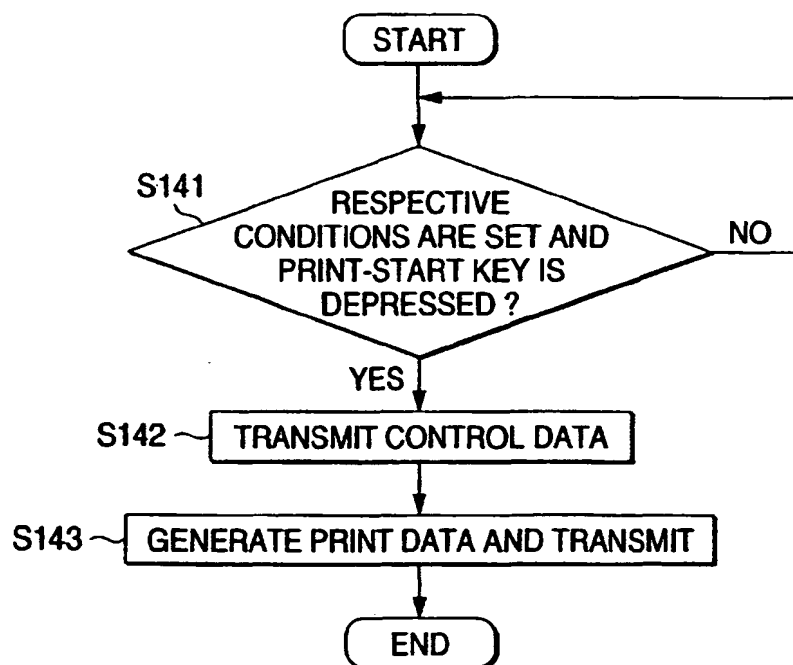 START
S141
RESPECTIVE
CONDITIONS ARE SET AND
PRINT-START KEY IS
DEPRESSED ?
NO
YES
S142
TRANSMIT CONTROL DATA
S143
GENERATE PRINT DATA AND TRANSMIT
END